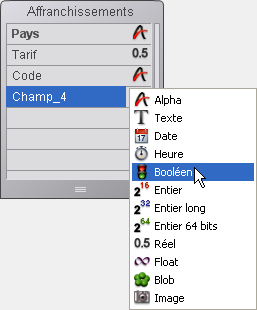 Affranchissements
Pays
Tarif 0.5
Code
Champ_4
Alpha
T Texte
17 Date
Heure
Booléen
2 16 Entier
2 32 Entier long
2 64 Entier 64 bits
0.5 Réel
Float
Blob
Image